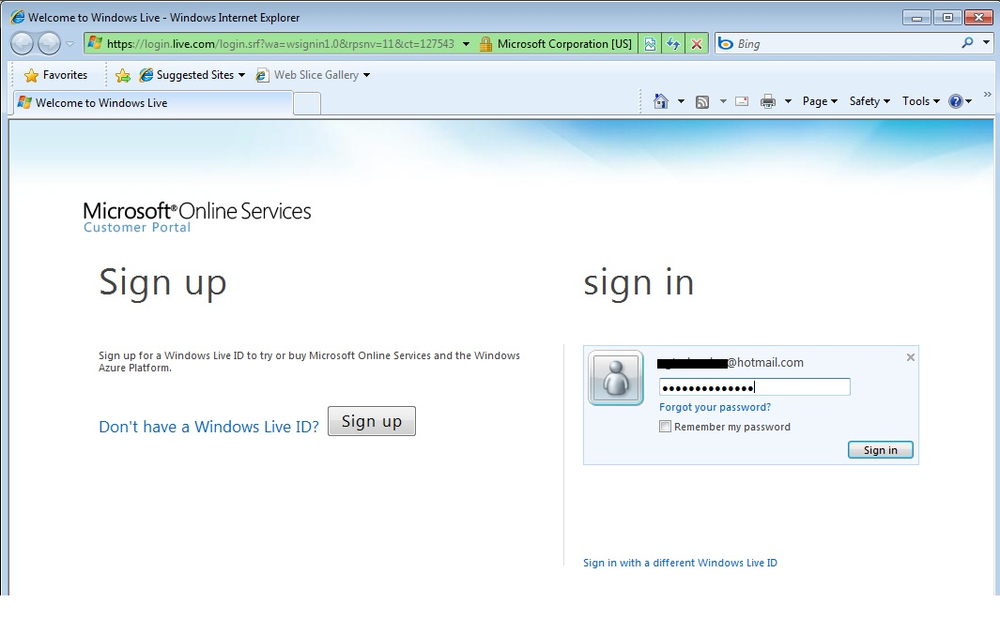 Welcome to Windows Live - Windows Internet Explorer
https://login.live.com/login.srf?wa=wsignin1.0&rpsnv=11&ct=127543
Microsoft Corporation [US]
Bing
Favorites
Suggested Sites
Web Slice Gallery
Welcome to Windows Live
Page
Safety
Tools
Microsoft® Online Services
Customer Portal
Sign up
Sign up for a Windows Live ID to try or buy Microsoft Online Services and the Windows
Azure Platform.
Don't have a Windows Live ID?
Sign up
sign in
@hotmail.com
Forgot your password?
Remember my password
Sign in
Sign in with a different Windows Live ID